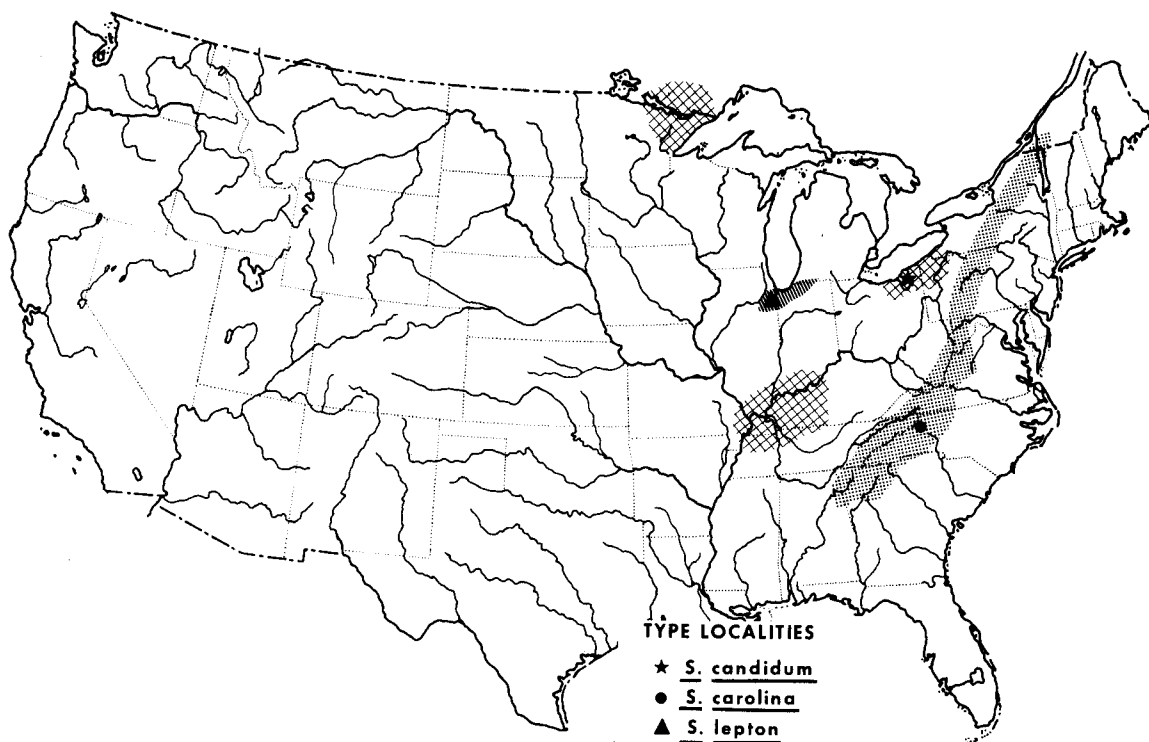 TYPE LOCALITIES
★ S. candidum
● S. carolina
▲ S. lepton